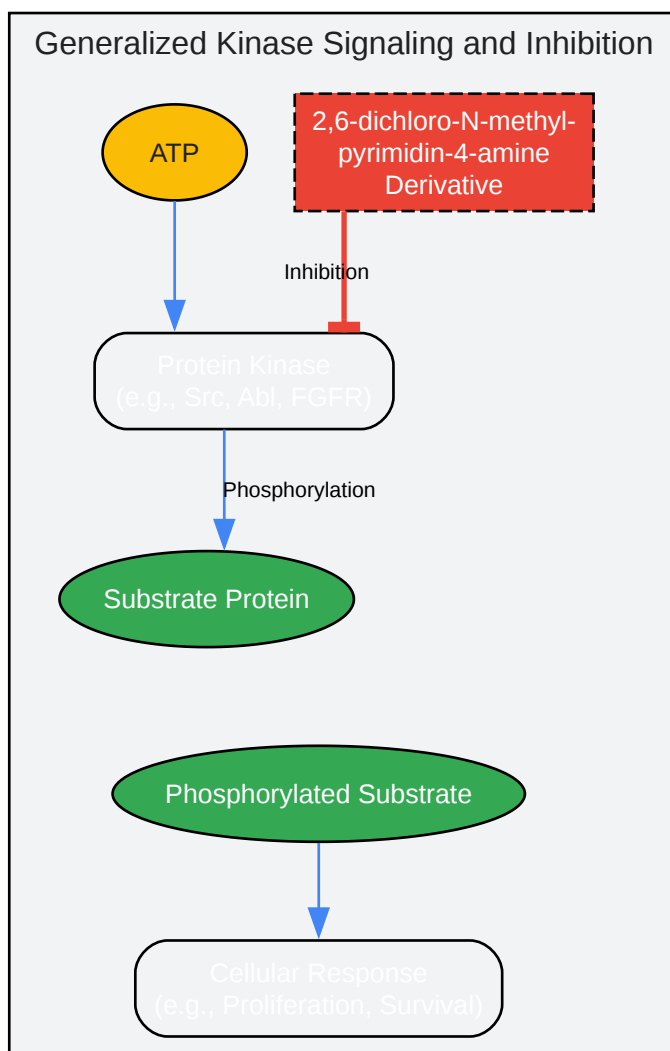 Generalized Kinase Signaling and Inhibition
ATP
2,6-dichloro-N-methyl-
pyrimidin-4-amine
Derivative
Inhibition
Protein Kinase
(e.g., Src, Abl, FGFR)
Phosphorylation
Substrate Protein
Phosphorylated Substrate
Cellular Response
(e.g., Proliferation, Survival)